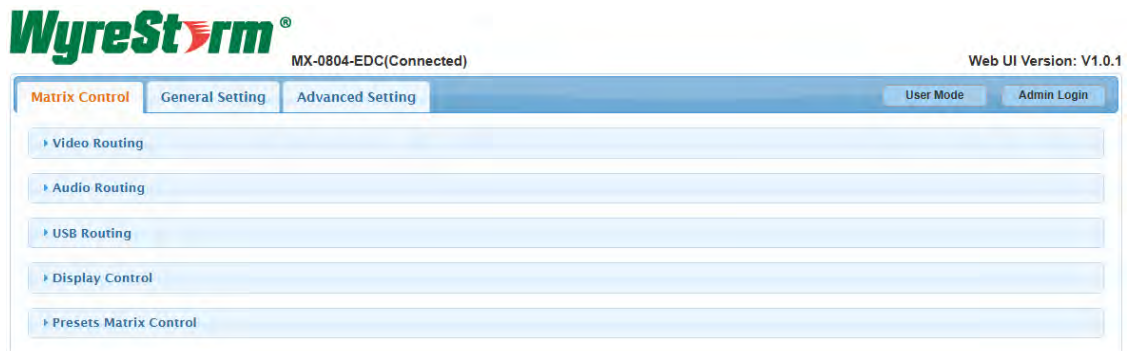 WyreStorm®
MX-0804-EDC(Connected)
Web UI Version: V1.0.1
Matrix Control
General Setting
Advanced Setting
User Mode
Admin Login
Video Routing
Audio Routing
USB Routing
Display Control
Presets Matrix Control